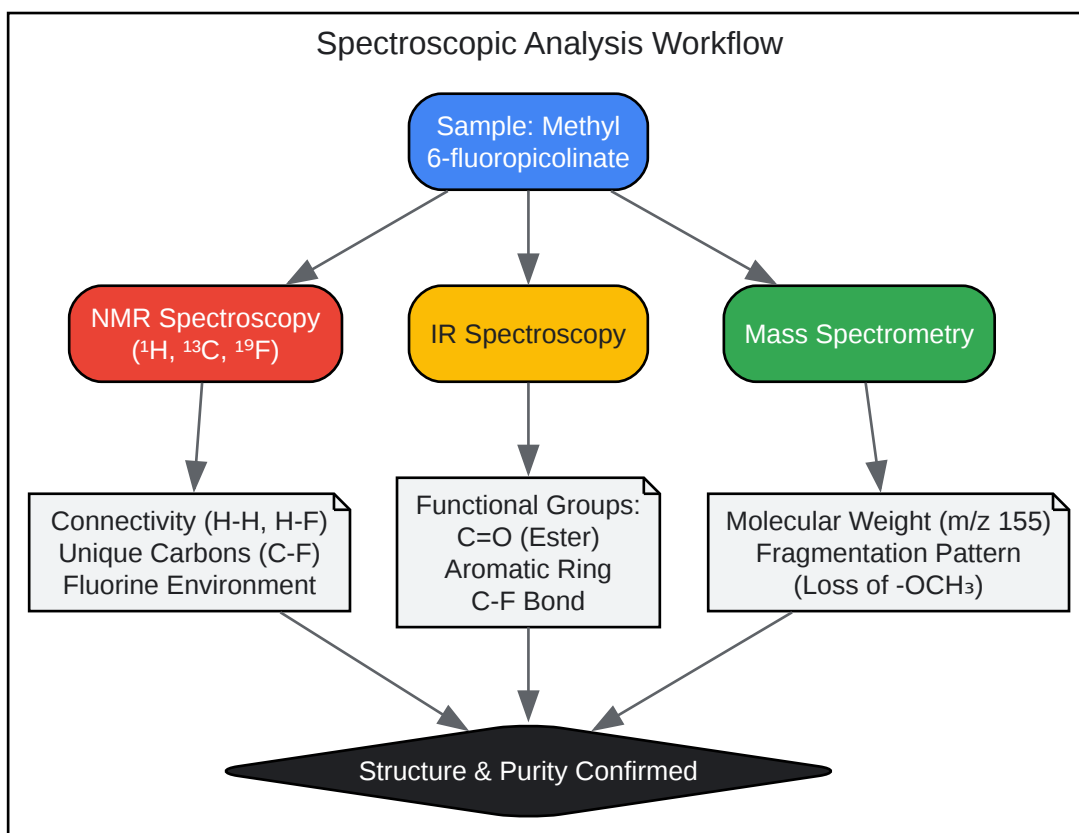 Spectroscopic Analysis Workflow
Sample: Methyl
6-fluoropicolinate
NMR Spectroscopy
(¹H, ¹³C, ¹⁹F)
IR Spectroscopy
Mass Spectrometry
Connectivity (H-H, H-F)
Unique Carbons (C-F)
Fluorine Environment
Functional Groups:
C=O (Ester)
Aromatic Ring
C-F Bond
Molecular Weight (m/z 155)
Fragmentation Pattern
(Loss of -OCH₃)
Structure & Purity Confirmed